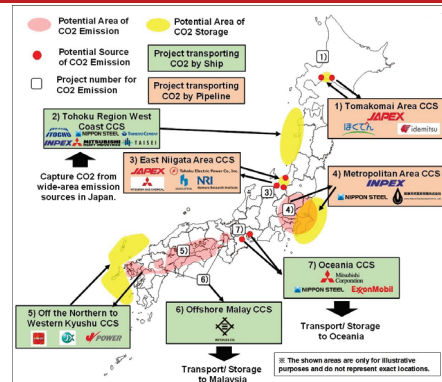 Potential Area of
CO2 Emission
Potential Area of
CO2 Storage
Potential Source
of CO2 Emission
Project transporting
CO2 by Ship
Project number for
CO2 Emission
Project transporting
CO2 by Pipeline
1)
2) Tohoku Region West
Coast CCS
ITOCHU
NIPPON STEEL
INPEX
MITSUBISHI
TAISEI
Capture CO2 from
wide-area emission
sources in Japan.
1) Tomakomai Area CCS
JAPEX
ほくでん
idemitsu
3) East Niigata Area CCS
JAPEX
Tohoku Electric Power Co., Inc.
NRI
3)
4) Metropolitan Area CCS
INPEX
NIPPON STEEL
4)
7)
5)
6)
7) Oceania CCS
Mitsubishi
Corporation
NIPPON STEEL
ExxonMobil
Transport/ Storage
to Oceania
5) Off the Northern to
Western Kyushu CCS
POWER
6) Offshore Malay CCS
Transport/ Storage
to Malaysia
※ The shown areas are only for illustrative
purposes and do not represent exact locations.